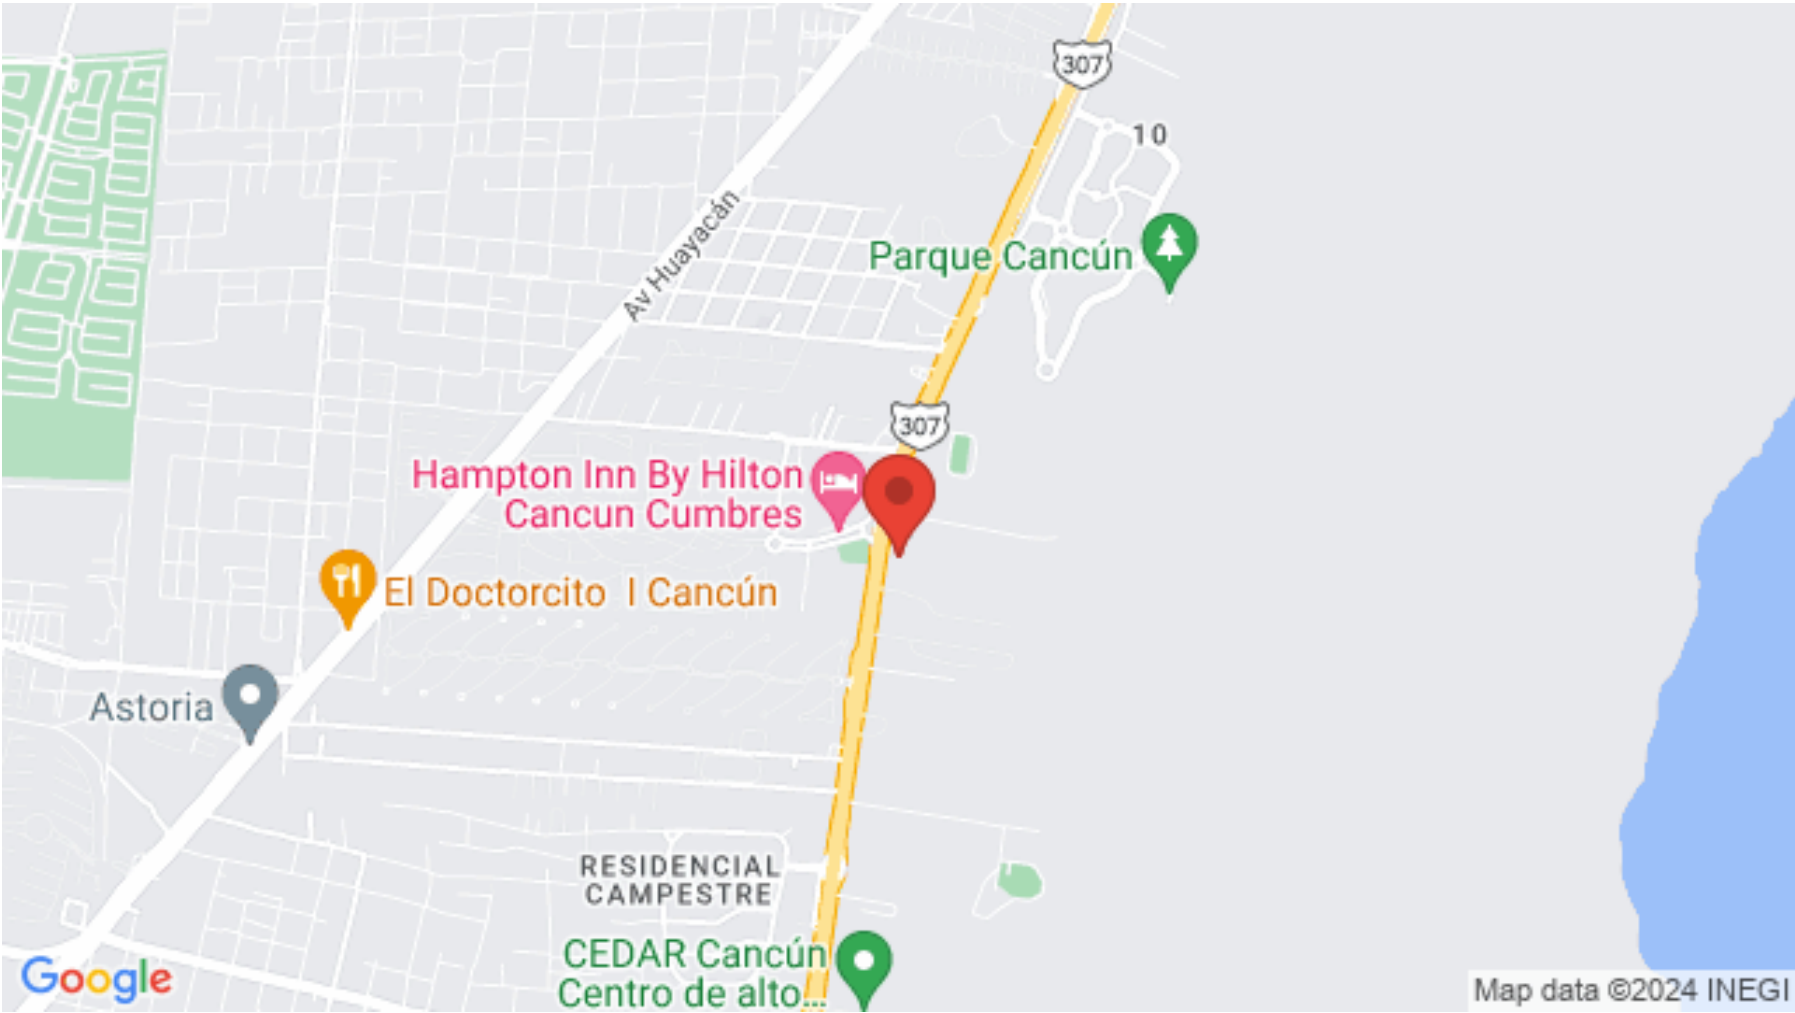 307
10
Av Huayacán
Parque Cancún
307
Hampton Inn By Hilton
Cancun Cumbres
El Doctorcito I Cancún
Astoria
RESIDENCIAL
CAMPESTRE
CEDAR Cancún
Centro de alto...
Google
Map data ©2024 INEGI